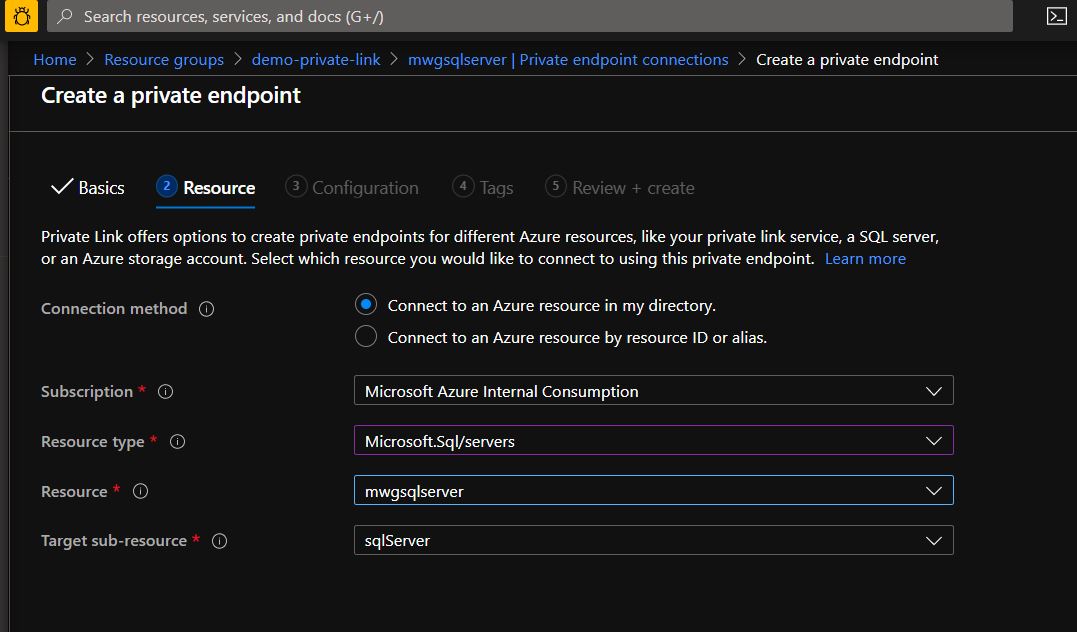 Search resources, services, and docs (G+/)
Home > Resource groups > demo-private-link > mwgsqlserver | Private endpoint connections > Create a private endpoint
Create a private endpoint
Basics 2 Resource 3 Configuration 4 Tags 5 Review + create
Private Link offers options to create private endpoints for different Azure resources, like your private link service, a SQL server,
or an Azure storage account. Select which resource you would like to connect to using this private endpoint. Learn more
Connection method
Connect to an Azure resource in my directory.
Connect to an Azure resource by resource ID or alias.
Subscription * Microsoft Azure Internal Consumption
Resource type * Microsoft.Sql/servers
Resource * mwgsqlserver
Target sub-resource * sqlServer